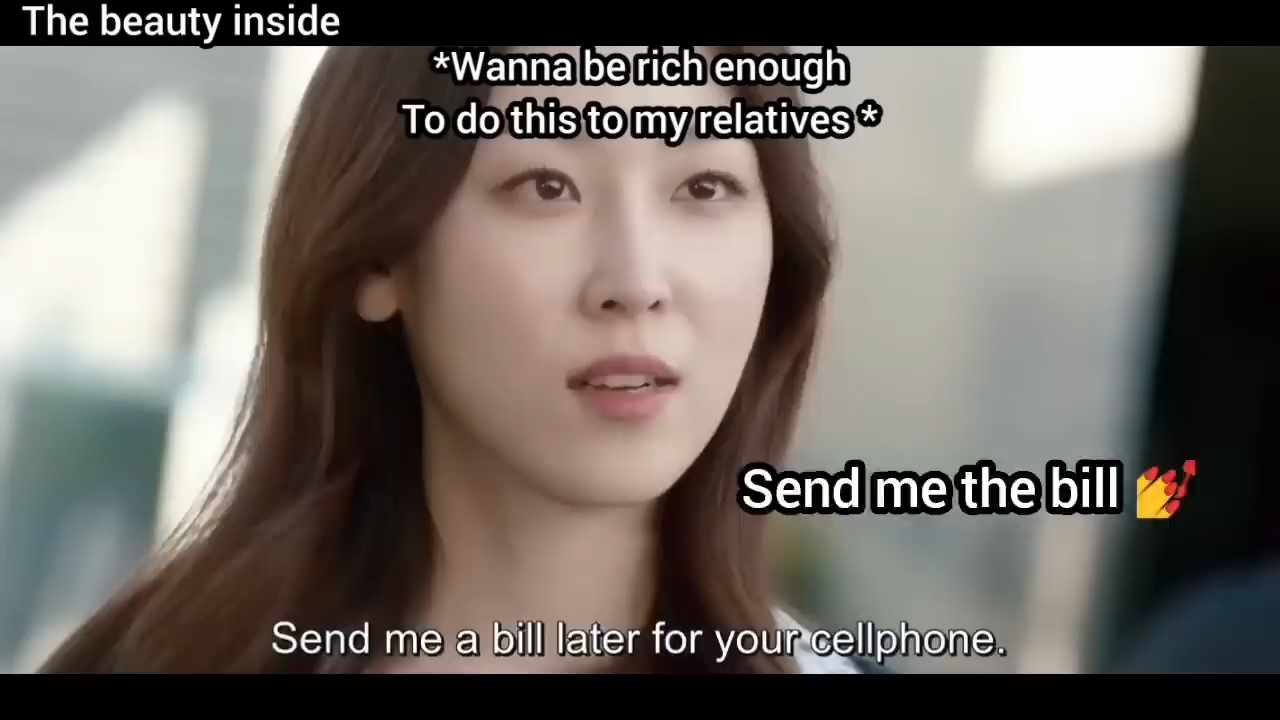 The beauty inside
*Wanna be rich enough
To do this to my relatives *
Send me the bill 💅
Send me a bill later for your cellphone.